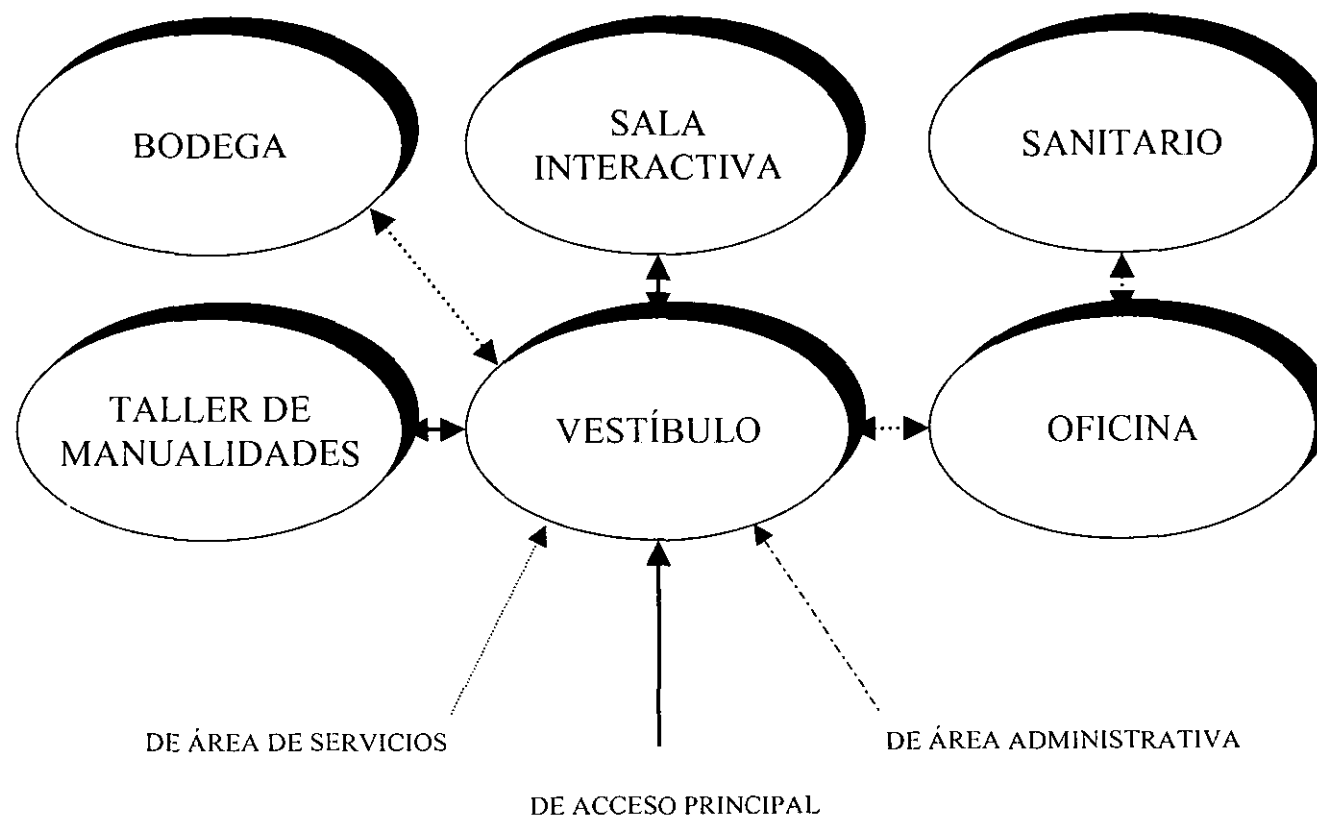 BODEGA
SALA
INTERACTIVA
SANITARIO
TALLER DE
MANUALIDADES
VESTÍBULO
OFICINA
DE ÁREA DE SERVICIOS
DE ÁREA ADMINISTRATIVA
DE ACCESO PRINCIPAL